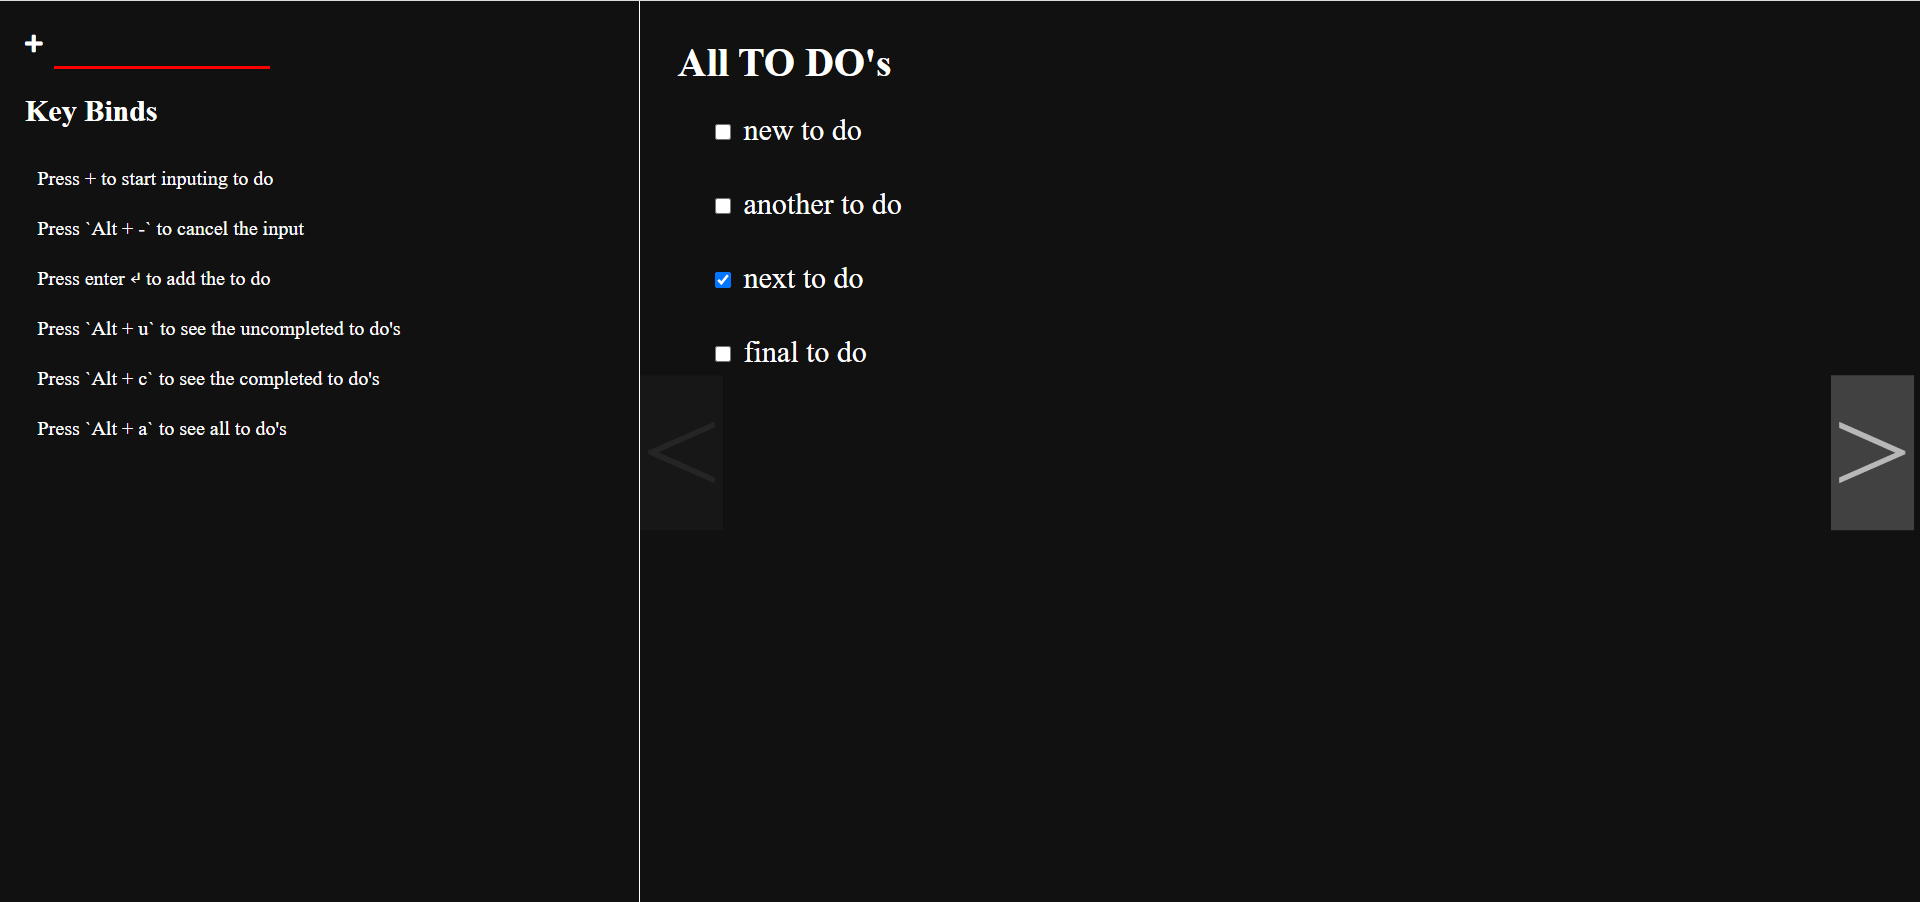 +
Key Binds
Press + to start inputing to do
Press `Alt + -` to cancel the input
Press enter ↲ to add the to do
Press `Alt + u` to see the uncompleted to do's
Press `Alt + c` to see the completed to do's
Press `Alt + a` to see all to do's
All TO DO's
new to do
another to do
next to do
final to do
<
>